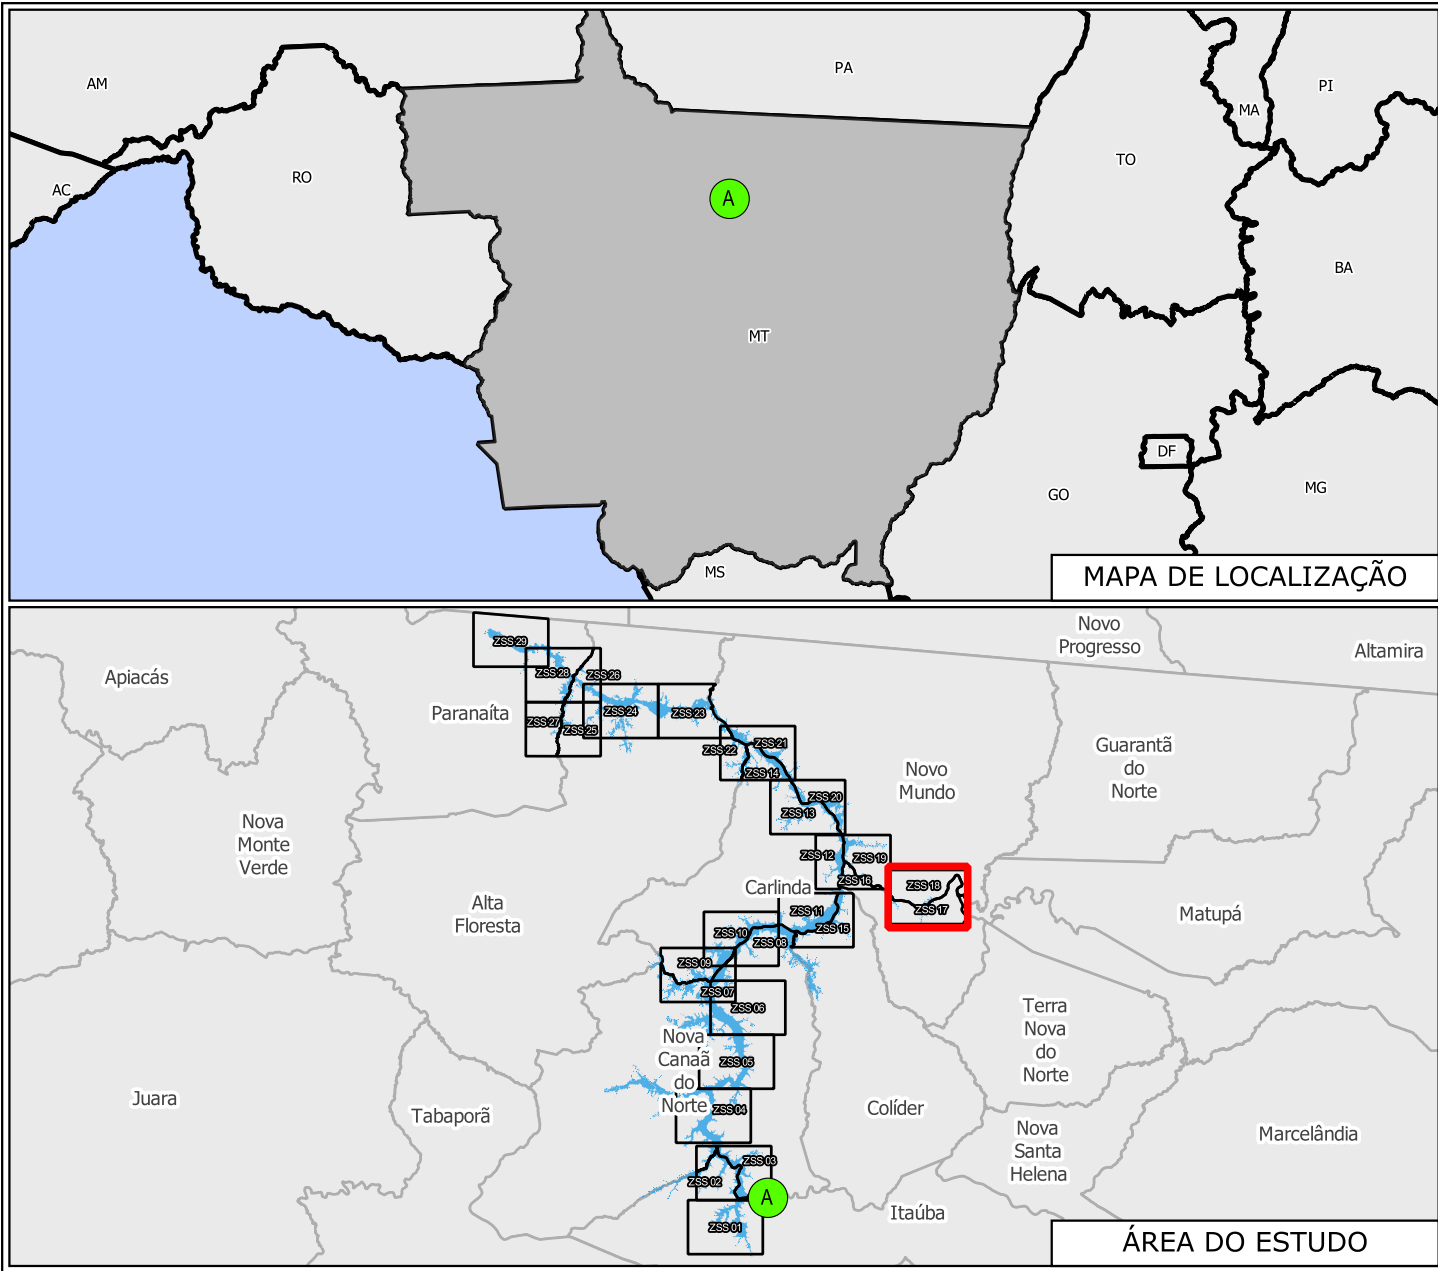 AM
PA
PI
MA
TO
RO
AC
A
BA
MT
DF
GO
MG
MS
MAPA DE LOCALIZAÇÃO
Novo
Progresso
Altamira
Apiacás
Paranaíta
ZSS 29
ZSS 28
ZSS 26
ZSS 27
ZSS 25
ZSS 24
ZSS 23
ZSS 22
ZSS 21
ZSS 14
ZSS 20
ZSS 13
Novo
Mundo
Guarantã
do
Norte
Nova
Monte
Verde
ZSS 12
ZSS 19
ZSS 16
ZSS 18
ZSS 17
Carlinda
Alta
Floresta
Matupá
ZSS 11
ZSS 15
ZSS 10
ZSS 08
ZSS 09
ZSS 07
ZSS 06
Nova
Canaã
do
Norte
ZSS 05
ZSS 04
Terra
Nova
do
Norte
Juara
Tabaporã
Colíder
Nova
Santa
Helena
Marcelândia
ZSS 03
ZSS 02
A
ZSS 01
Itaúba
ÁREA DO ESTUDO